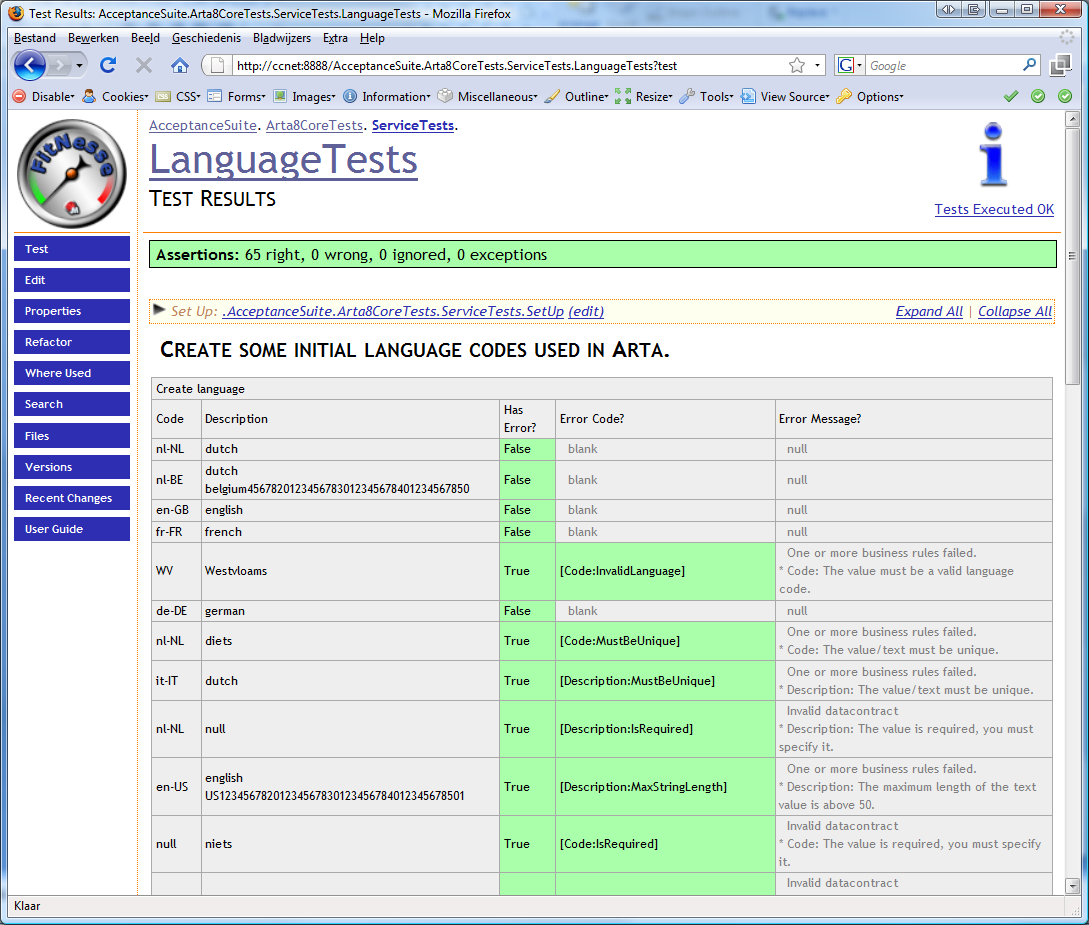 Test Results: AcceptanceSuite.Arta8CoreTests.ServiceTests.LanguageTests - Mozilla Firefox
Bestand Bewerken Beeld Geschiedenis Bladwijzers Extra Help
http://ccnet:8888/AcceptanceSuite.Arta8CoreTests.ServiceTests.LanguageTests?test
G Google
Disable Cookies CSS Forms Images Information Miscellaneous Outline Resize Tools View Source Options
FitNesse
AcceptanceSuite. Arta8CoreTests. ServiceTests.
LanguageTests
TEST RESULTS
Tests Executed OK
Test
Edit
Properties
Refactor
Where Used
Search
Files
Versions
Recent Changes
User Guide
Assertions: 65 right, 0 wrong, 0 ignored, 0 exceptions
Set Up: .AcceptanceSuite.Arta8CoreTests.ServiceTests.SetUp (edit) Expand All | Collapse All
CREATE SOME INITIAL LANGUAGE CODES USED IN ARTA.
Create language
Code Description Has Error? Error Code? Error Message?
nl-NL dutch False blank null
nl-BE dutch belgium45678201234567830123456784012345678​50 False blank null
en-GB english False blank null
fr-FR french False blank null
WV Westvloams True [Code:InvalidLanguage] One or more business rules failed.
* Code: The value must be a valid language
code.
de-DE german False blank null
nl-NL diets True [Code:MustBeUnique] One or more business rules failed.
* Code: The value/text must be unique.
it-IT dutch True [Description:MustBeUnique] One or more business rules failed.
* Description: The value/text must be unique.
nl-NL null True [Description:IsRequired] Invalid datacontract
* Description: The value is required, you must
specify it.
en-US english US12345678201234567830123456784012345678501 True [Description:MaxStringLength] One or more business rules failed.
* Description: The maximum length of the text
value is above 50.
null niets True [Code:IsRequired] Invalid datacontract
* Code: The value is required, you must specify
it.
Invalid datacontract
Klaar